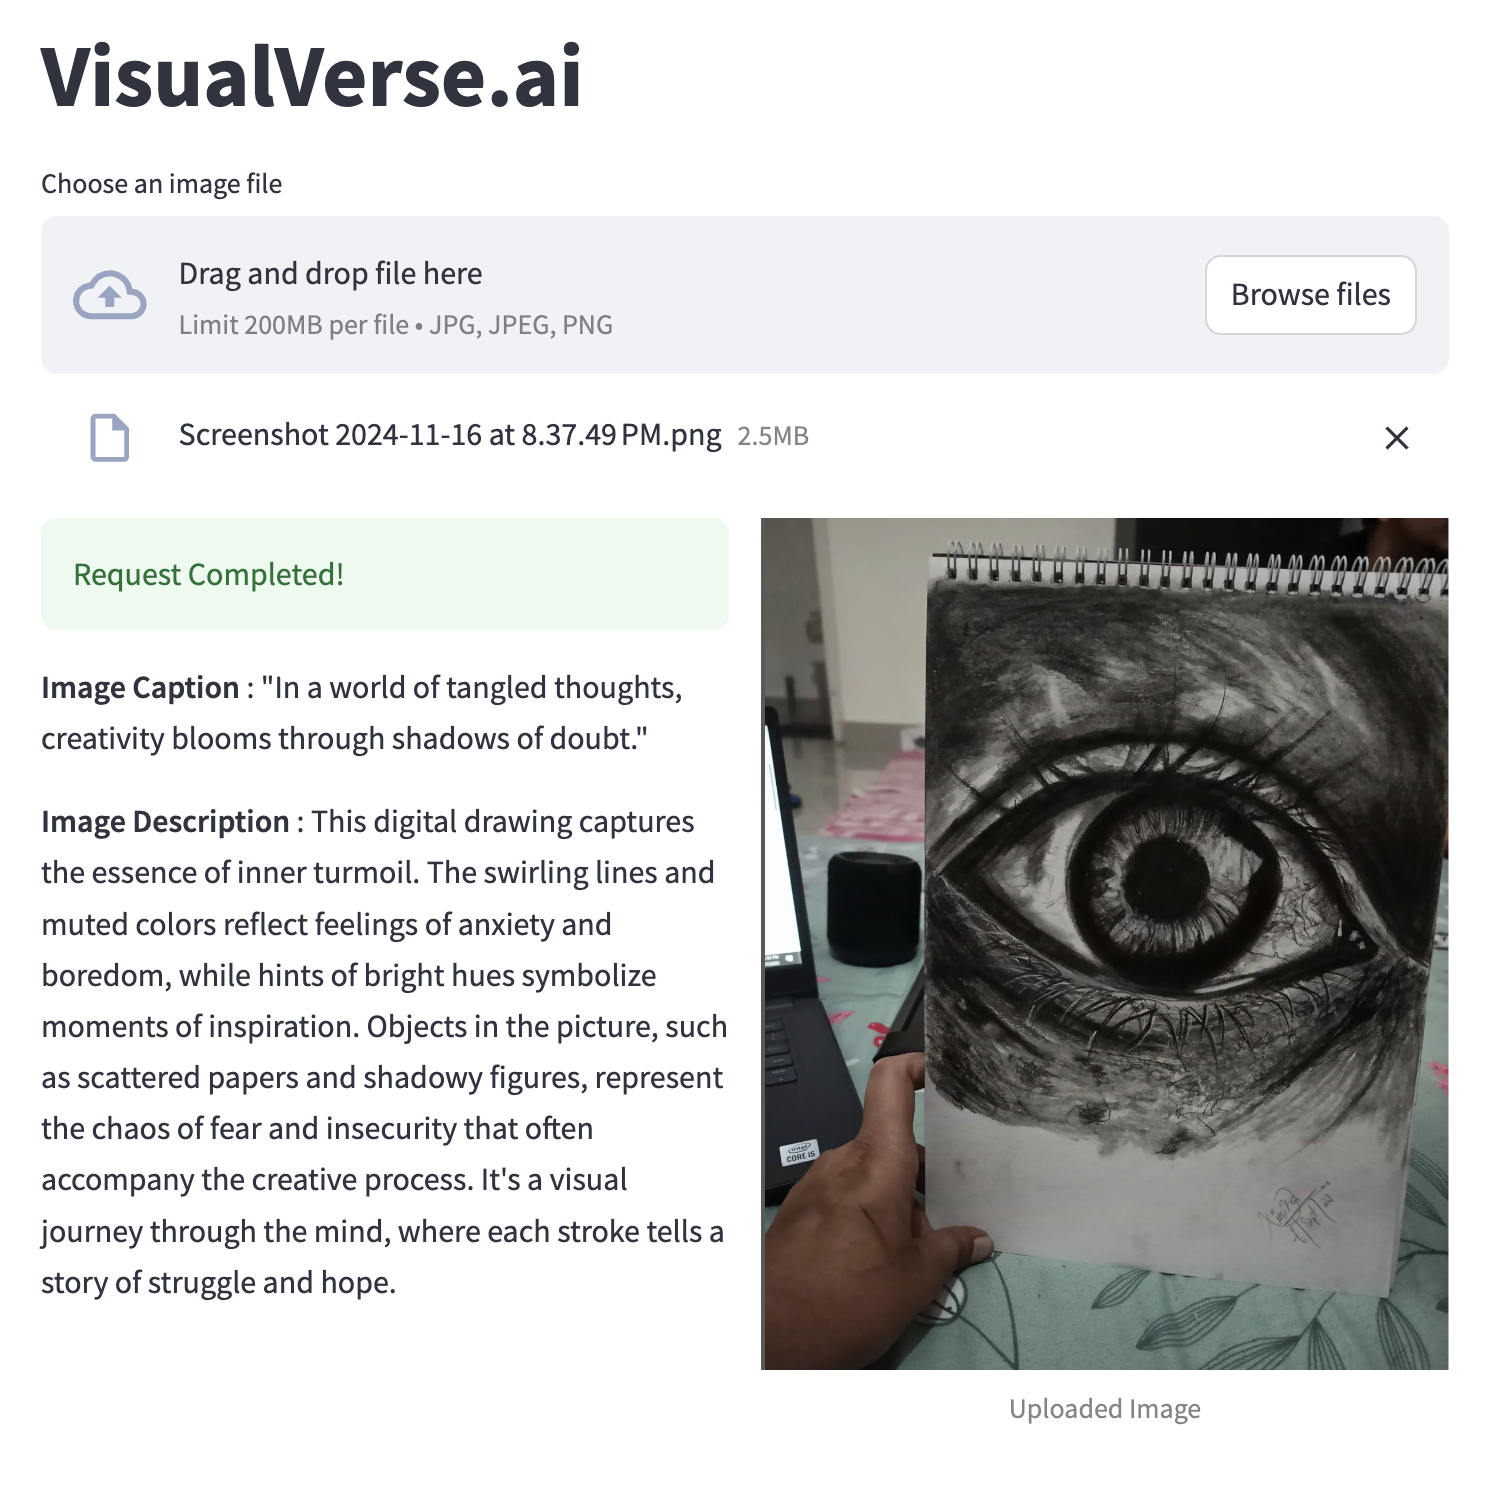 VisualVerse.ai
Choose an image file
Drag and drop file here
Limit 200MB per file • JPG, JPEG, PNG
Browse files
Screenshot 2024-11-16 at 8.37.49 PM.png 2.5MB
Request Completed!
Image Caption : "In a world of tangled thoughts,
creativity blooms through shadows of doubt."
Image Description : This digital drawing captures
the essence of inner turmoil. The swirling lines and
muted colors reflect feelings of anxiety and
boredom, while hints of bright hues symbolize
moments of inspiration. Objects in the picture, such
as scattered papers and shadowy figures, represent
the chaos of fear and insecurity that often
accompany the creative process. It's a visual
journey through the mind, where each stroke tells a
story of struggle and hope.
intel
CORE i5
Uploaded Image